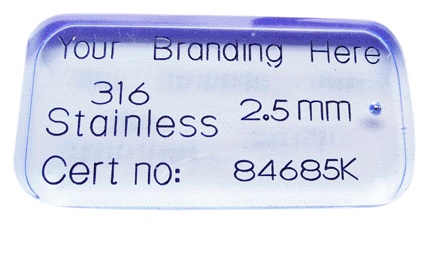 Your Branding Here
316 Stainless 2.5mm
Cert no: 84685K